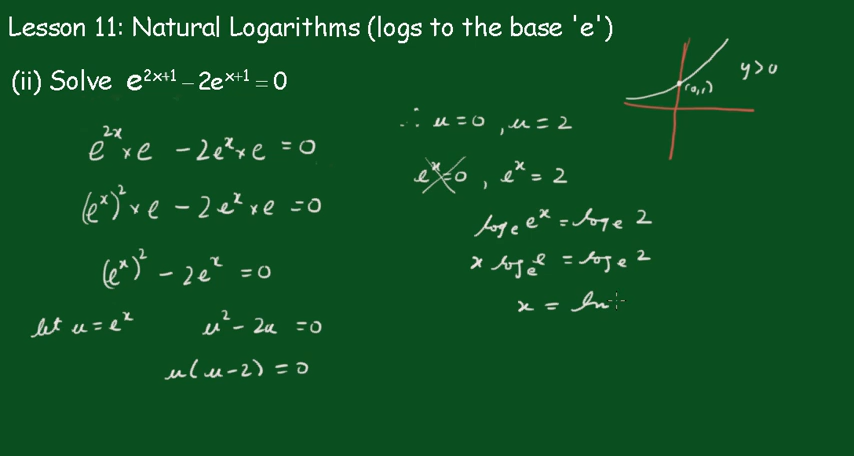 Lesson 11: Natural Logarithms (logs to the base 'e')
(ii) Solve e^{2x+1} – 2e^{x+1} = 0
e^{2x} × e - 2e^x × e = 0
(e^x)^2 × e - 2e^x × e = 0
(e^x)^2 - 2e^x = 0
let u = e^x u^2 - 2u = 0
u(u-2) = 0
∴ u = 0, u = 2
e^x = 0, e^x = 2
log_e e^x = log_e 2
x log_e e = log_e 2
x = ln
y > 0
(0,1)